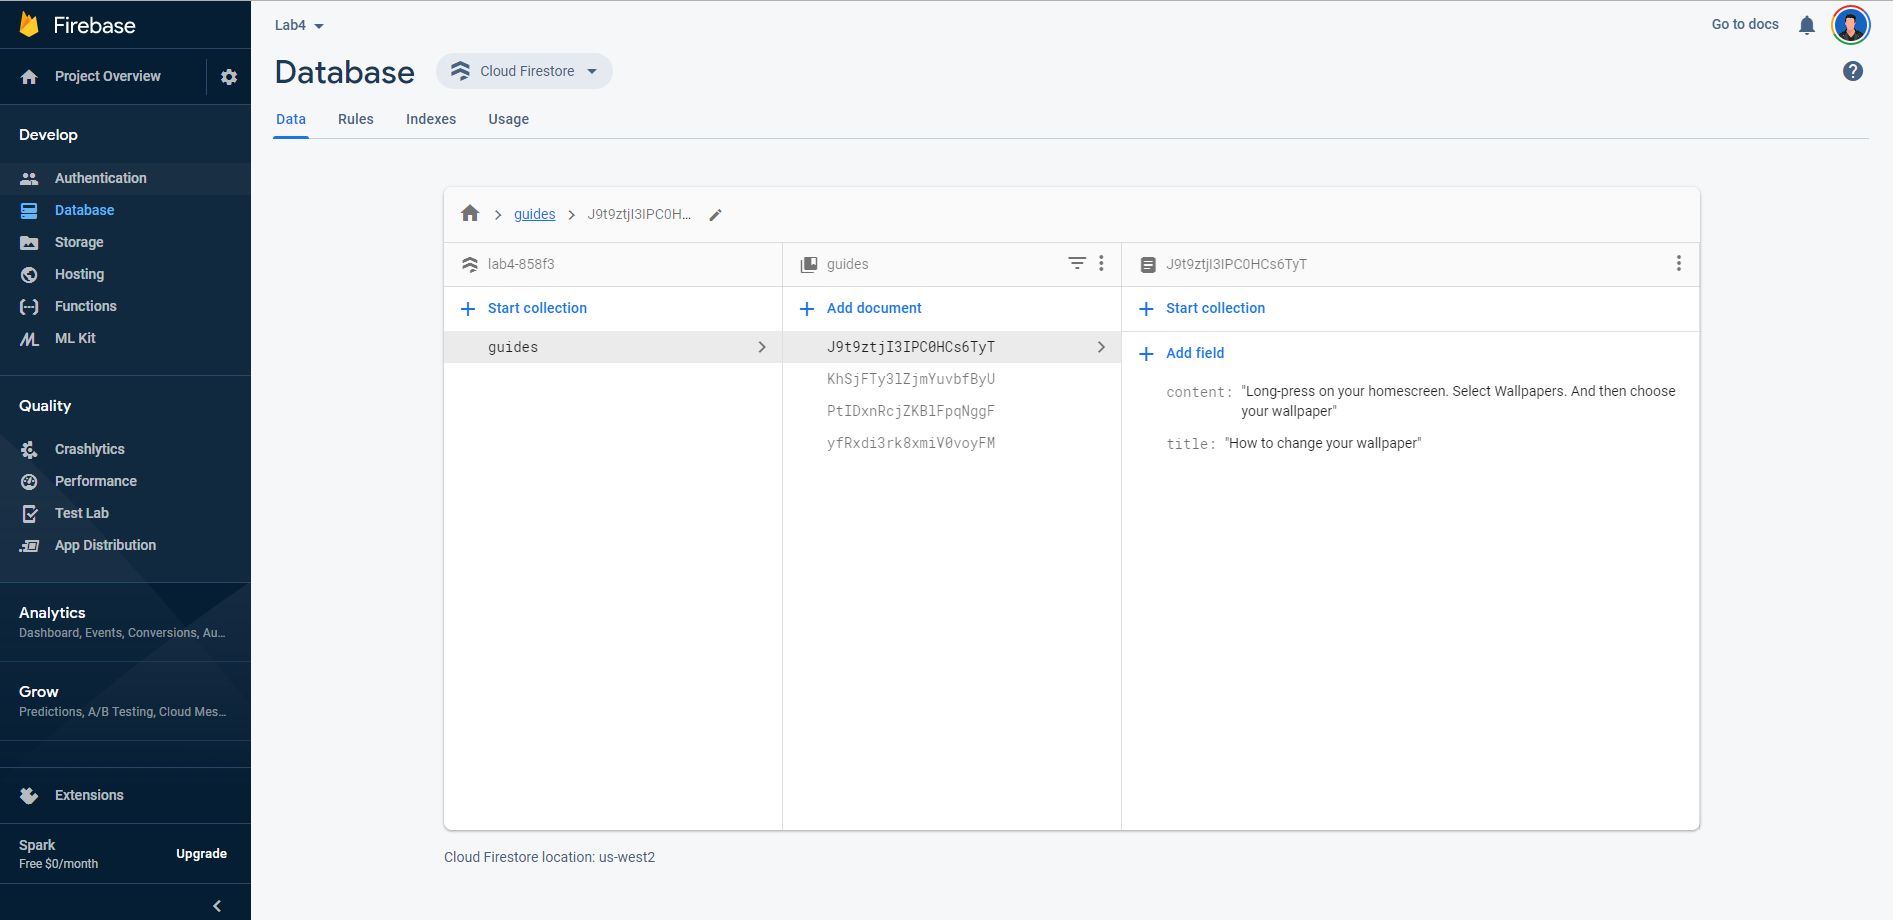 Firebase
Project Overview
Develop
Authentication
Database
Storage
Hosting
Functions
ML Kit
Quality
Crashlytics
Performance
Test Lab
App Distribution
Analytics
Dashboard, Events, Conversions, Au...
Grow
Predictions, A/B Testing, Cloud Mes...
Extensions
Spark
Free $0/month
Upgrade
Lab4
Go to docs
Database
Cloud Firestore
Data Rules Indexes Usage
guides
J9t9ztjI3IPC0H...
lab4-858f3
Start collection
guides
guides
Add document
J9t9ztjI3IPC0HCs6TyT
KhSjFTy3lZjmYuvbfByU
PtIDxnRcjZKBlFpqNggF
yfRxdi3rk8xmiV0voyFM
J9t9ztjI3IPC0HCs6TyT
Start collection
Add field
content: "Long-press on your homescreen. Select Wallpapers. And then choose
your wallpaper"
title: "How to change your wallpaper"
Cloud Firestore location: us-west2